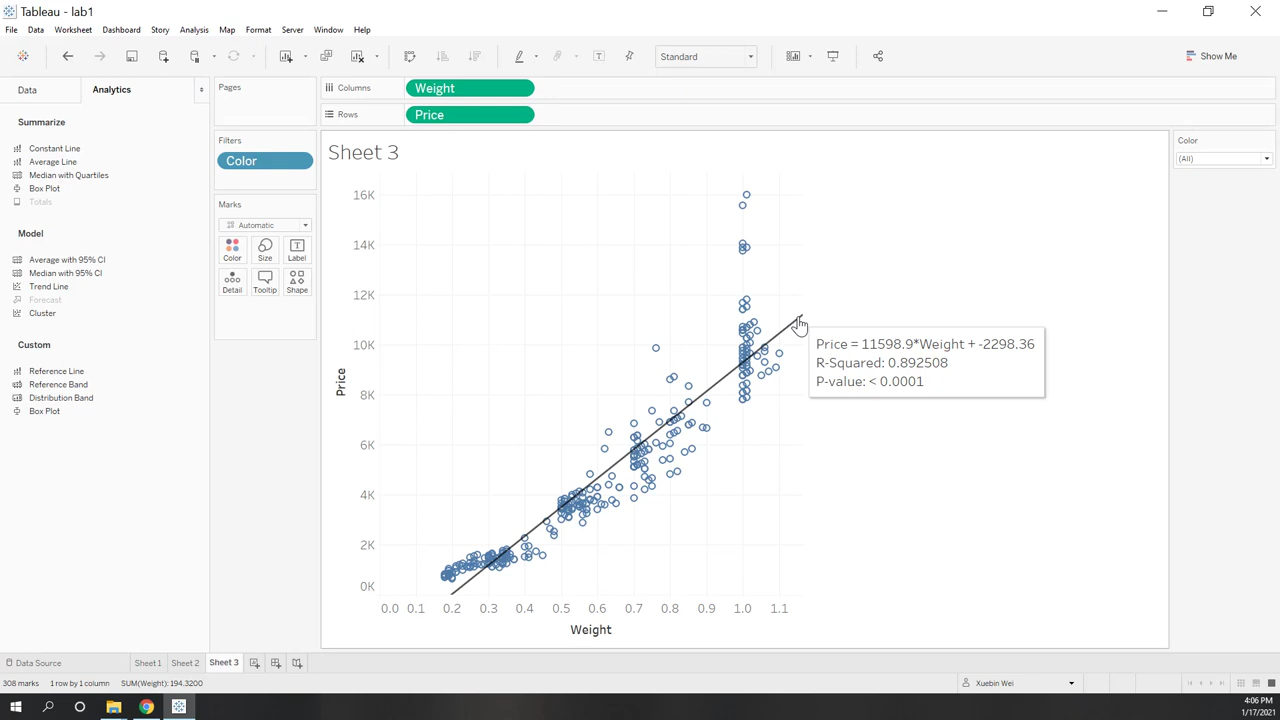 Tableau - lab1
File Data Worksheet Dashboard Story Analysis Map Format Server Window Help
Standard
Show Me
Data Analytics
Summarize
Constant Line
Average Line
Median with Quartiles
Box Plot
Totals
Model
Average with 95% CI
Median with 95% CI
Trend Line
Forecast
Cluster
Custom
Reference Line
Reference Band
Distribution Band
Box Plot
Pages
Filters
Color
Marks
Automatic
Color Size Label
Detail Tooltip Shape
Columns Weight
Rows Price
Sheet 3
16K
14K
12K
10K
8K
6K
4K
2K
0K
Price
0.0 0.1 0.2 0.3 0.4 0.5 0.6 0.7 0.8 0.9 1.0 1.1
Weight
Price = 11598.9*Weight + -2298.36
R-Squared: 0.892508
P-value: < 0.0001
Color
(All)
Data Source Sheet 1 Sheet 2 Sheet 3
308 marks 1 row by 1 column SUM(Weight): 194.3200 Xuebin Wei
4:06 PM
1/17/2021